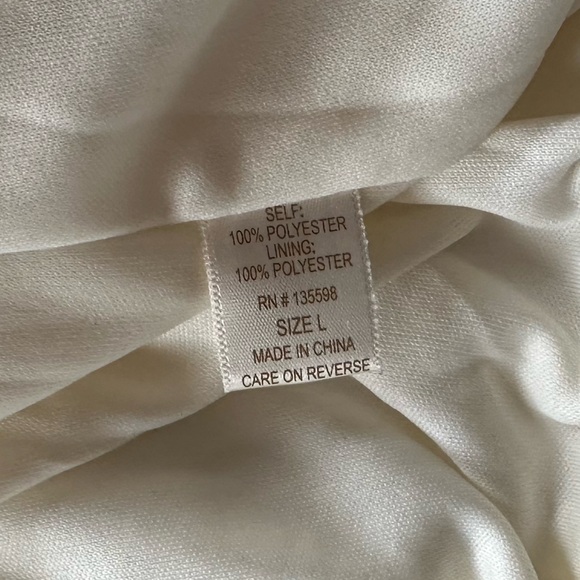 SELF:
100% POLYESTER
LINING:
100% POLYESTER
RN # 135598
SIZE L
MADE IN CHINA
CARE ON REVERSE